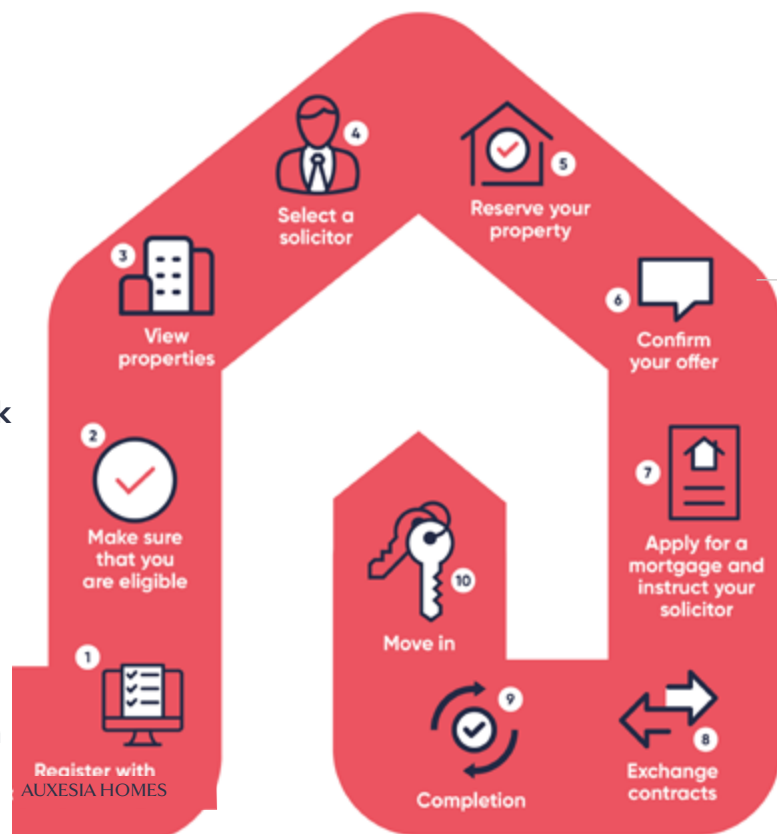 1
Register with
AUXESIA HOMES
2
Make sure
that you
are eligible
3
View
properties
4
Select a
solicitor
5
Reserve your
property
6
Confirm
your offer
7
Apply for a
mortgage and
instruct your
solicitor
8
Exchange
contracts
9
Completion
10
Move in
k